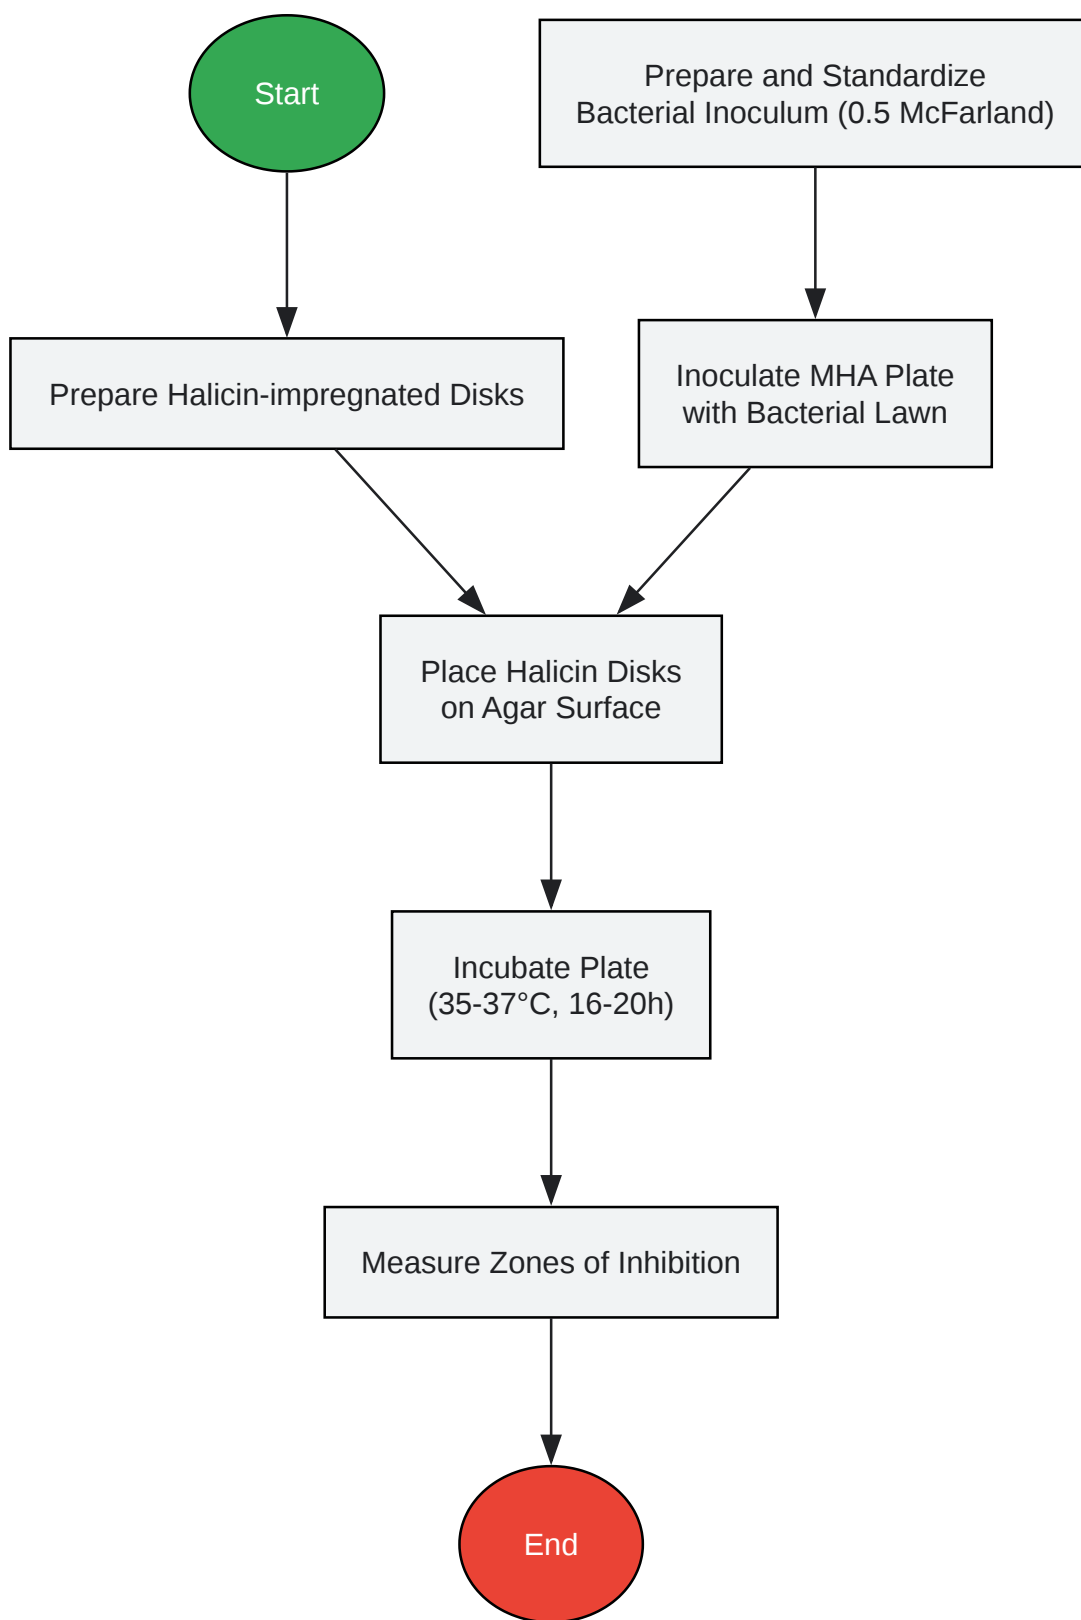 Start
Prepare and Standardize
Bacterial Inoculum (0.5 McFarland)
Prepare Halicin-impregnated Disks
Inoculate MHA Plate
with Bacterial Lawn
Place Halicin Disks
on Agar Surface
Incubate Plate
(35-37°C, 16-20h)
Measure Zones of Inhibition
End